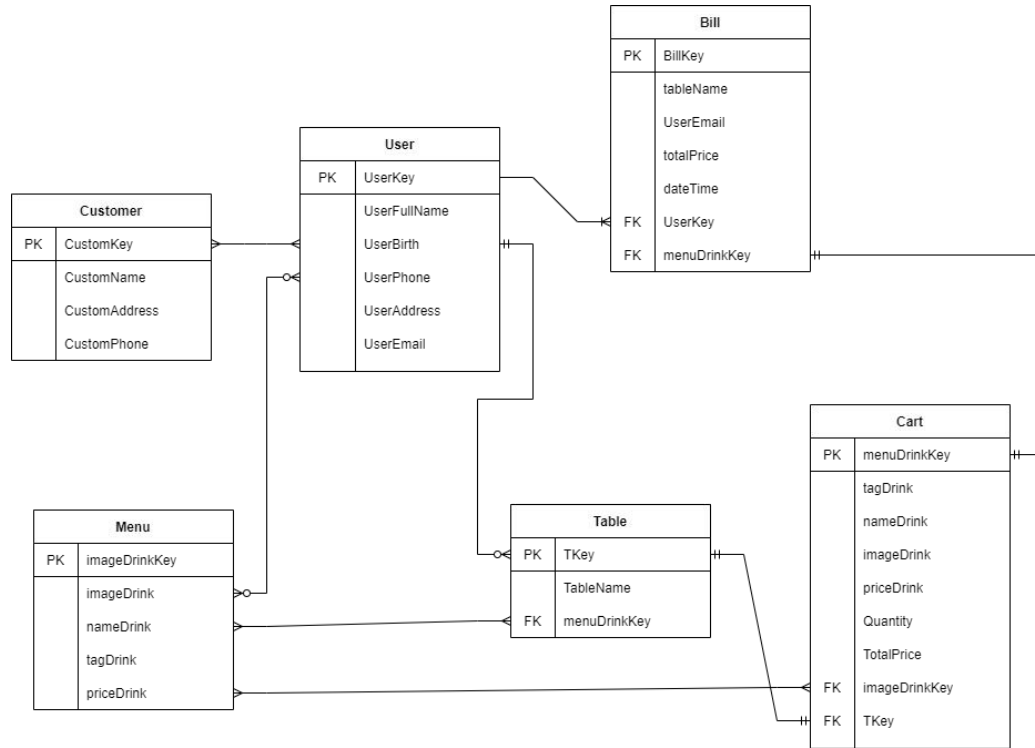 Bill
PK BillKey
tableName
UserEmail
totalPrice
dateTime
FK UserKey
FK menuDrinkKey
User
PK UserKey
UserFullName
UserBirth
UserPhone
UserAddress
UserEmail
Customer
PK CustomKey
CustomName
CustomAddress
CustomPhone
Cart
PK menuDrinkKey
tagDrink
nameDrink
imageDrink
priceDrink
Quantity
TotalPrice
FK imageDrinkKey
FK TKey
Table
PK TKey
TableName
FK menuDrinkKey
Menu
PK imageDrinkKey
imageDrink
nameDrink
tagDrink
priceDrink